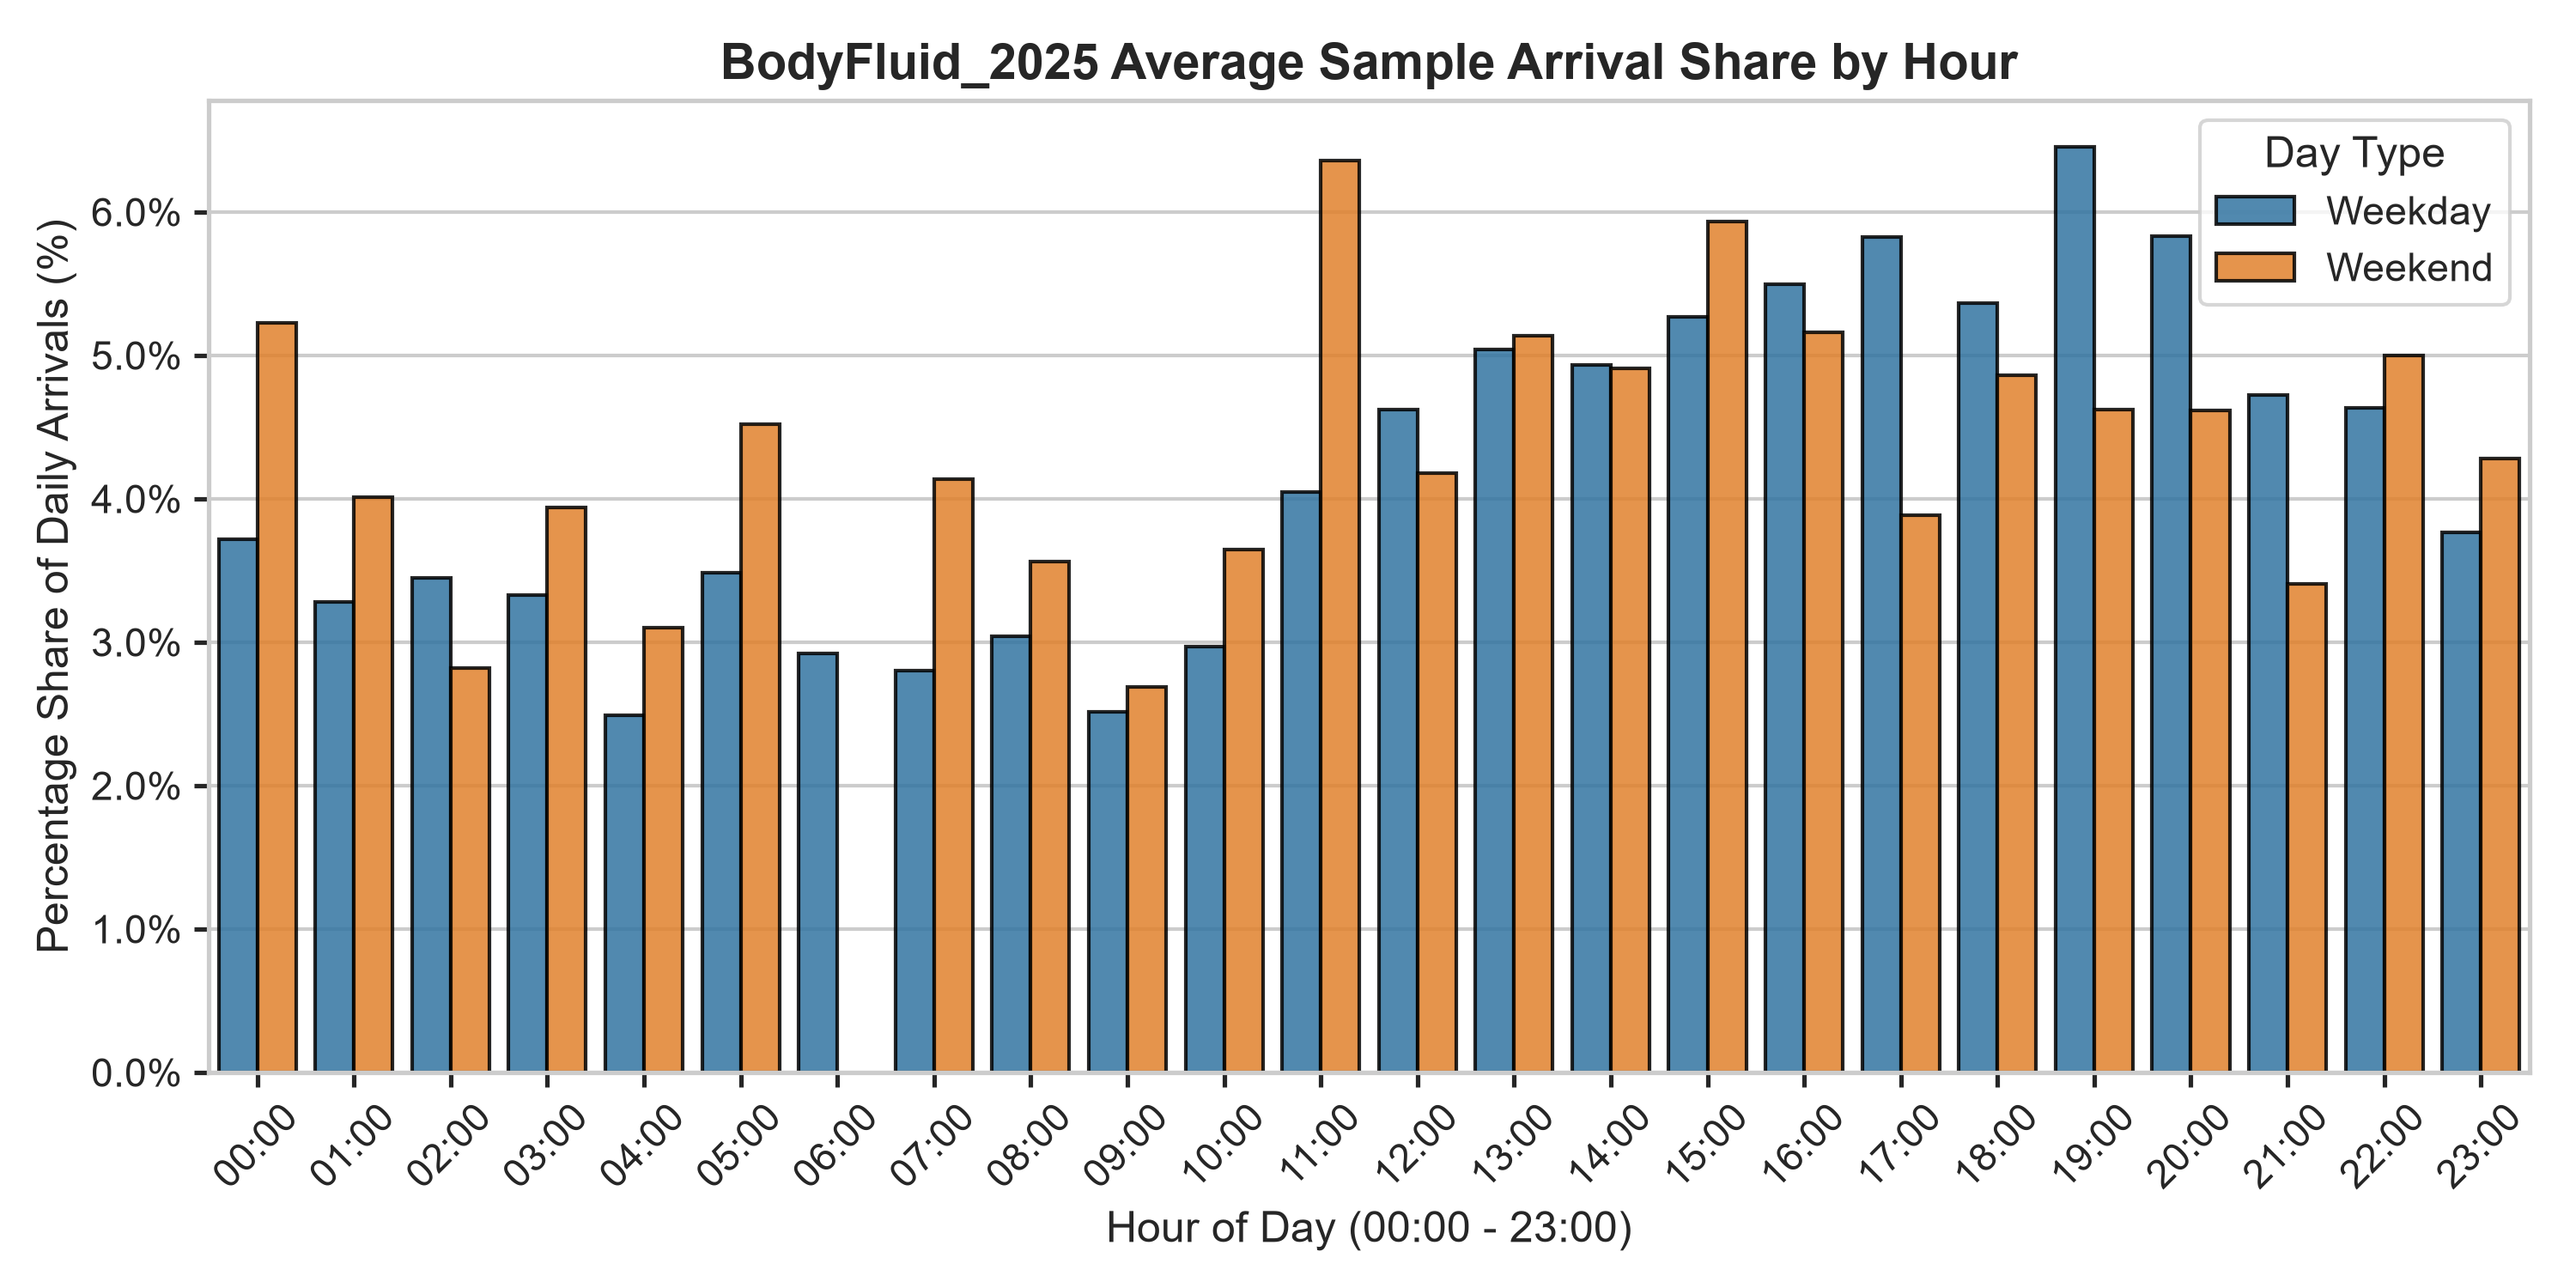 BodyFluid_2025 Average Sample Arrival Share by Hour
Percentage Share of Daily Arrivals (%)
6.0%
5.0%
4.0%
3.0%
2.0%
1.0%
0.0%
Day Type
Weekday
Weekend
00:00 01:00 02:00 03:00 04:00 05:00 06:00 07:00 08:00 09:00 10:00 11:00 12:00 13:00 14:00 15:00 16:00 17:00 18:00 19:00 20:00 21:00 22:00 23:00
Hour of Day (00:00 - 23:00)